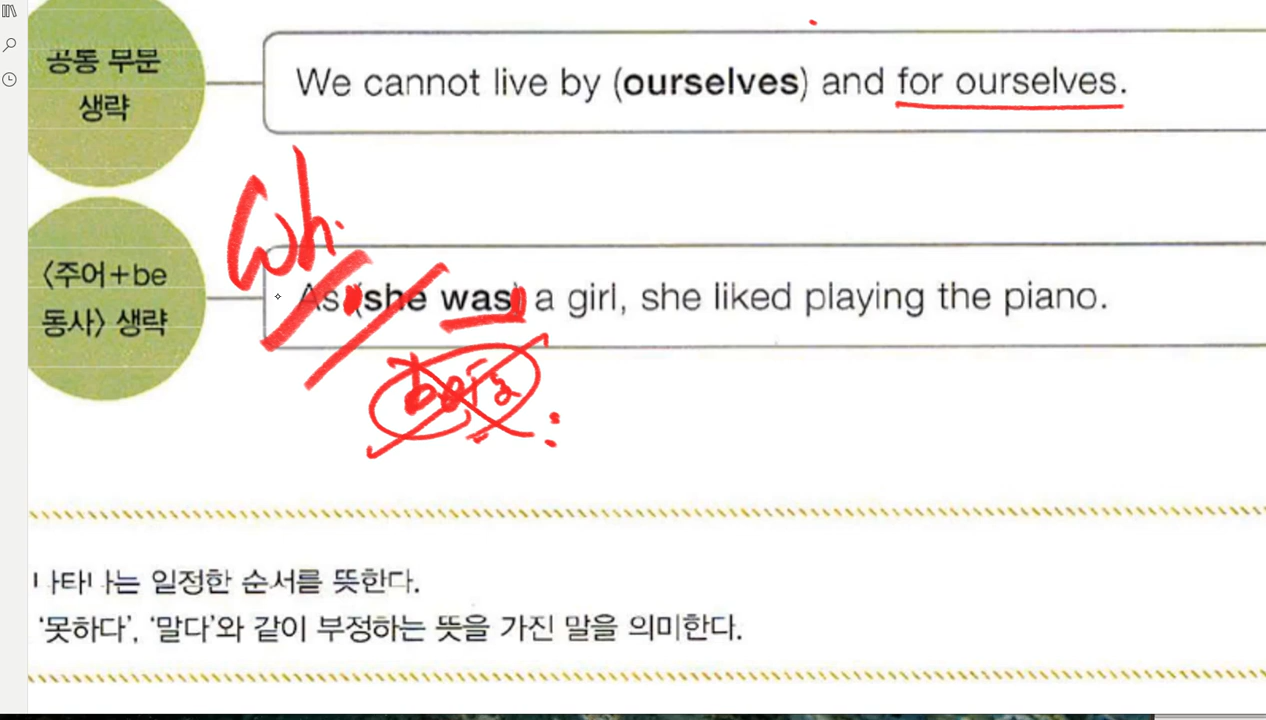 공통 부문
생략
We cannot live by (ourselves) and for ourselves.
Wh
〈주어+be
동사〉 생략
As (she was) a girl, she liked playing the piano.
나타나는 일정한 순서를 뜻한다.
‘못하다’, ‘말다’와 같이 부정하는 뜻을 가진 말을 의미한다.